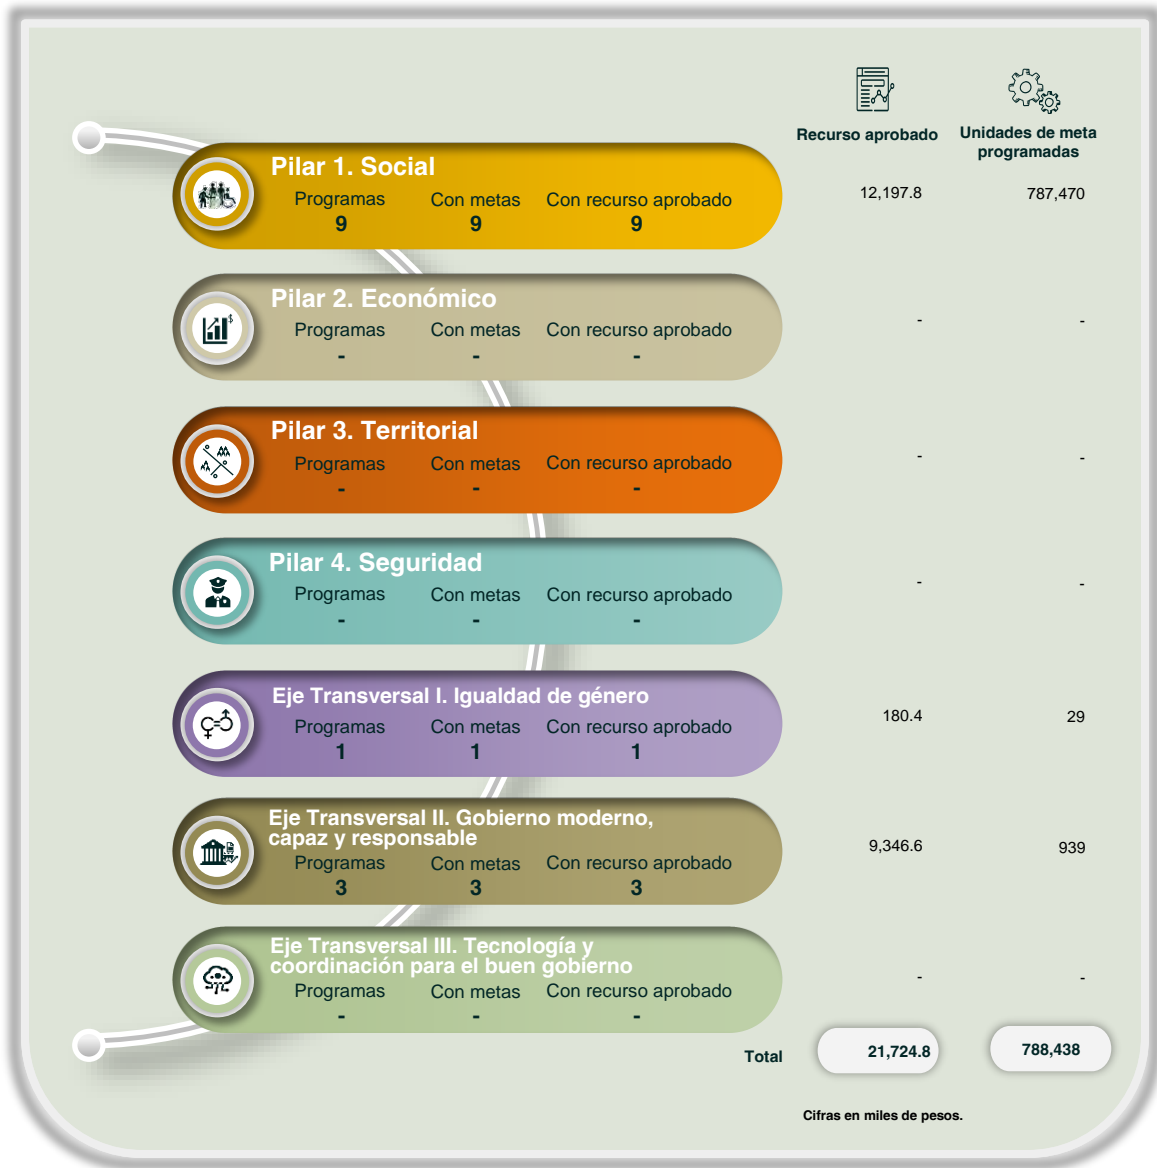 Recurso aprobado
Unidades de meta
programadas
Pilar 1. Social
Programas Con metas Con recurso aprobado
9 9 9
12,197.8 787,470
Pilar 2. Económico
Programas Con metas Con recurso aprobado
- - -
- -
Pilar 3. Territorial
Programas Con metas Con recurso aprobado
- - -
- -
Pilar 4. Seguridad
Programas Con metas Con recurso aprobado
- - -
- -
Eje Transversal I. Igualdad de género
Programas Con metas Con recurso aprobado
1 1 1
180.4 29
Eje Transversal II. Gobierno moderno,
capaz y responsable
Programas Con metas Con recurso aprobado
3 3 3
9,346.6 939
Eje Transversal III. Tecnología y
coordinación para el buen gobierno
Programas Con metas Con recurso aprobado
- - -
- -
Total 21,724.8 788,438
Cifras en miles de pesos.